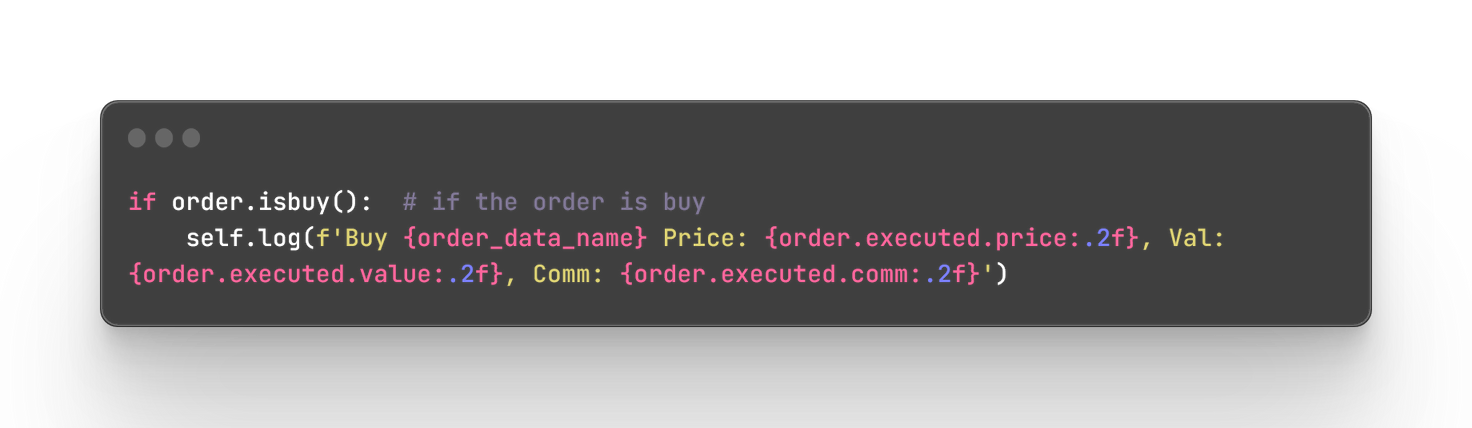 if order.isbuy():  # if the order is buy
    self.log(f'Buy {order_data_name} Price: {order.executed.price:.2f}, Val:
{order.executed.value:.2f}, Comm: {order.executed.comm:.2f}')